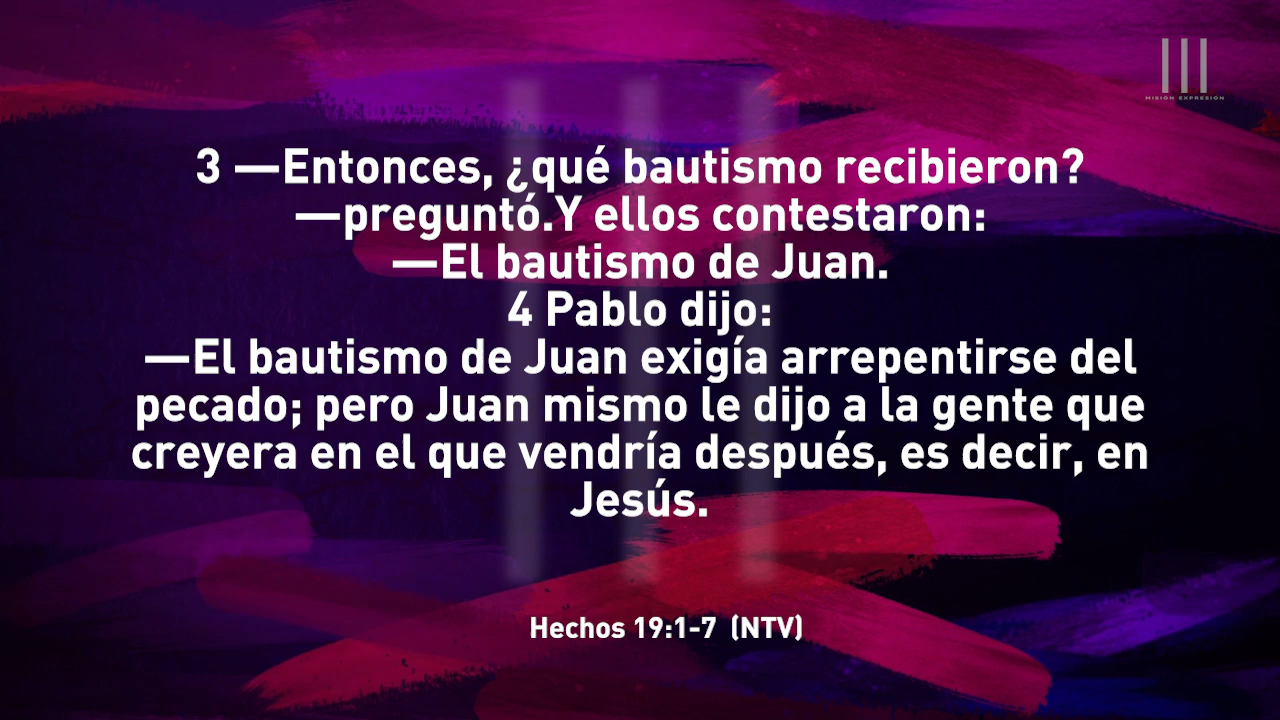 MISIÓN EXPRESIÓN
3 —Entonces, ¿qué bautismo recibieron?
—preguntó.Y ellos contestaron:
—El bautismo de Juan.
4 Pablo dijo:
—El bautismo de Juan exigía arrepentirse del
pecado; pero Juan mismo le dijo a la gente que
creyera en el que vendría después, es decir, en
Jesús.
Hechos 19:1-7 (NTV)